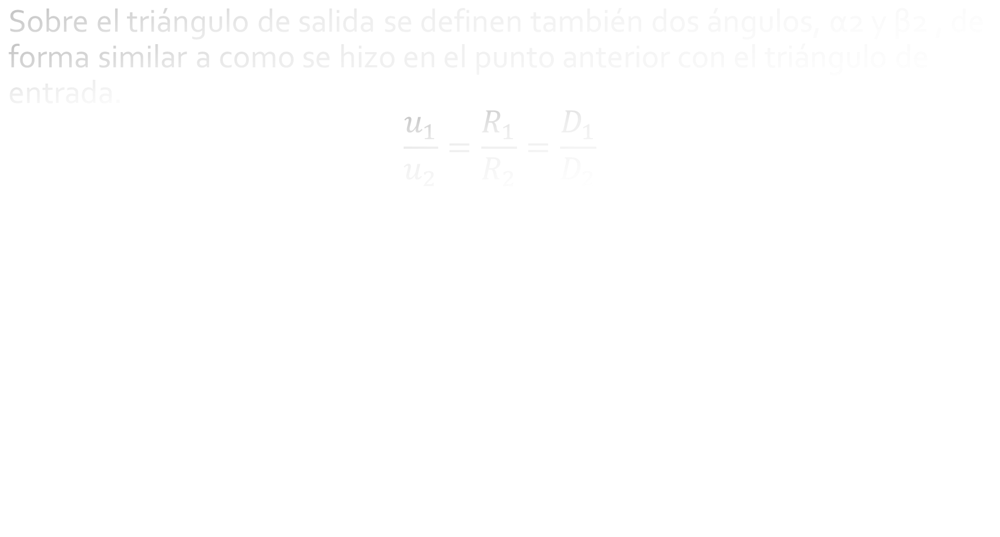 Sobre el triángulo de salida se definen también dos ángulos, α2 y β2 , de
forma similar a como se hizo en el punto anterior con el triángulo de
entrada.
u₁/u₂ = R₁/R₂ = D₁/D₂